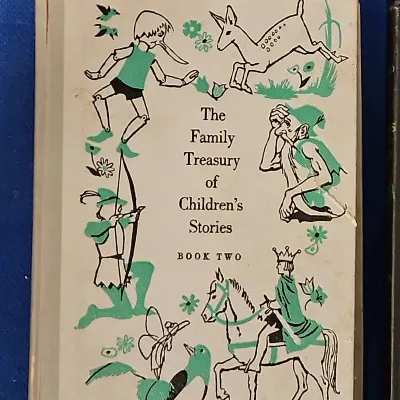 The
Family
Treasury
of
Children's
Stories
BOOK TWO